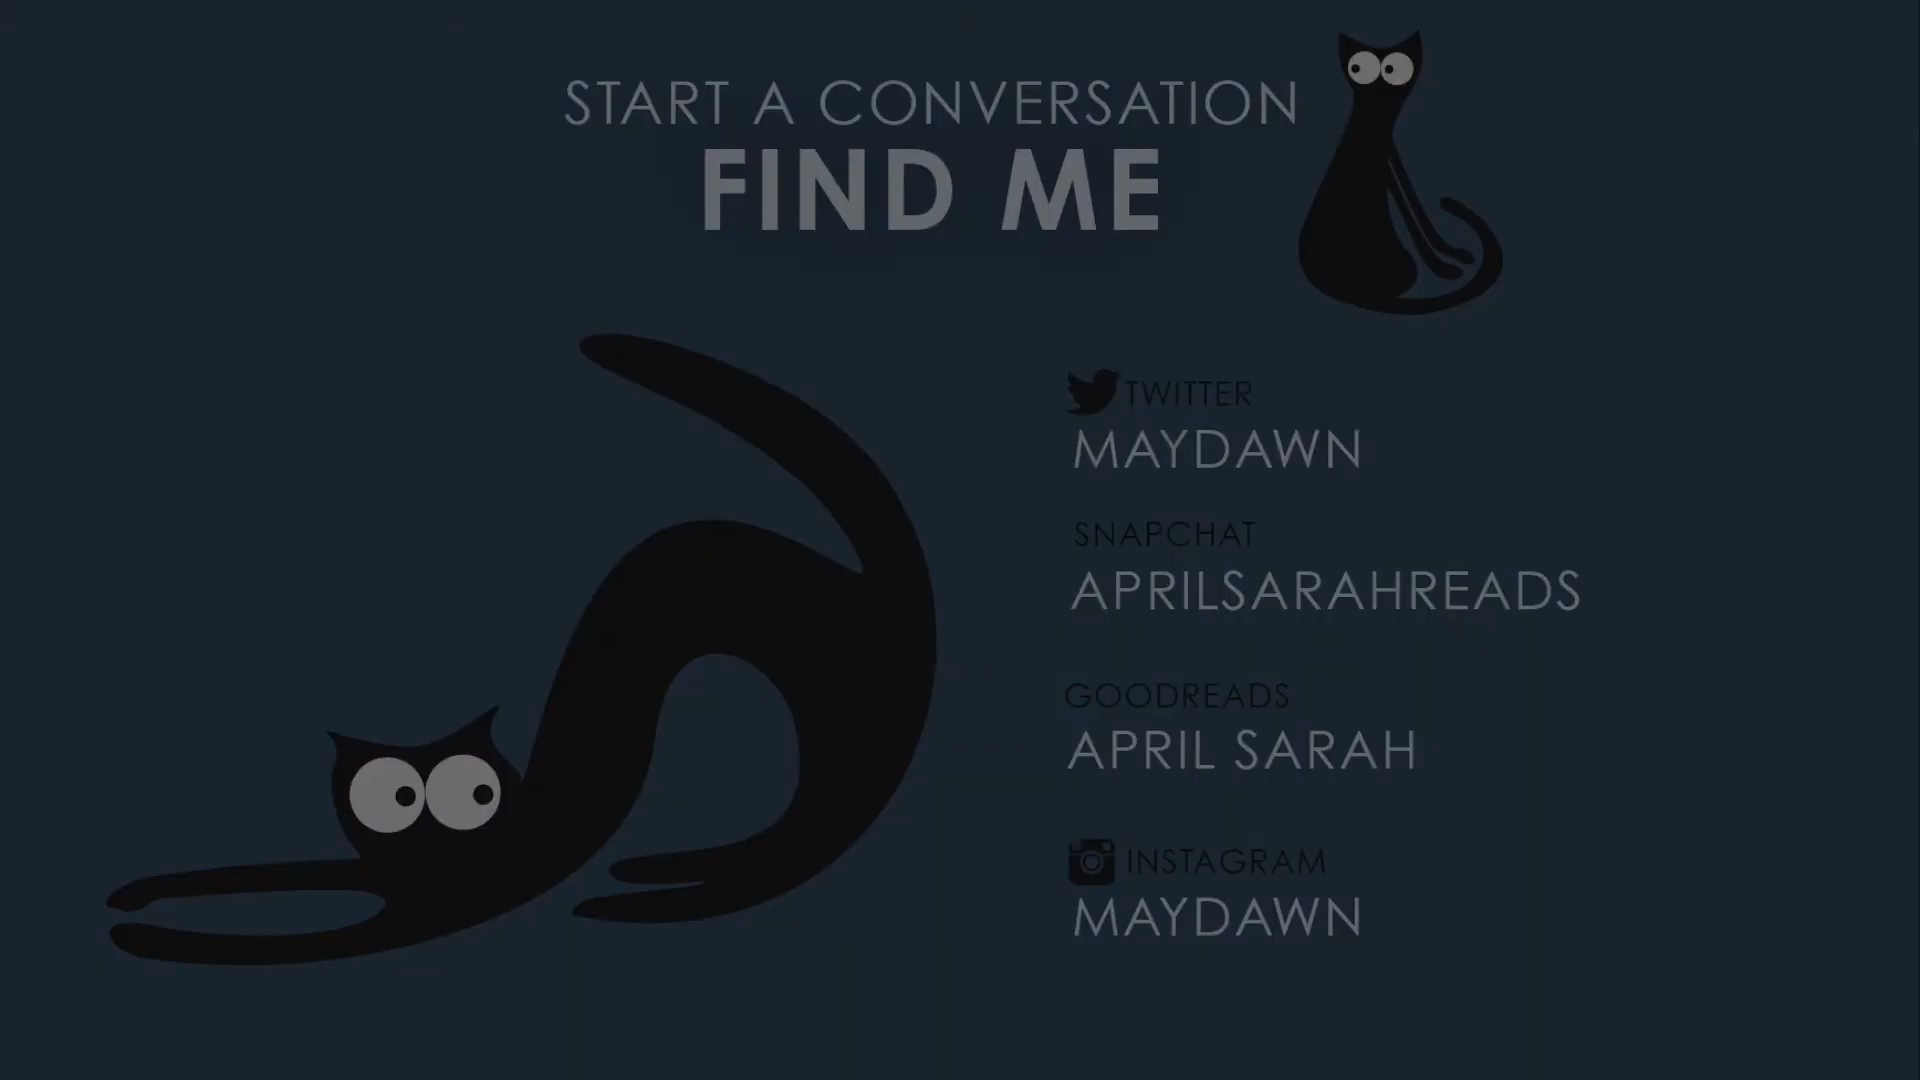 START A CONVERSATION
FIND ME
TWITTER
MAYDAWN
SNAPCHAT
APRILSARAHREADS
GOODREADS
APRIL SARAH
INSTAGRAM
MAYDAWN